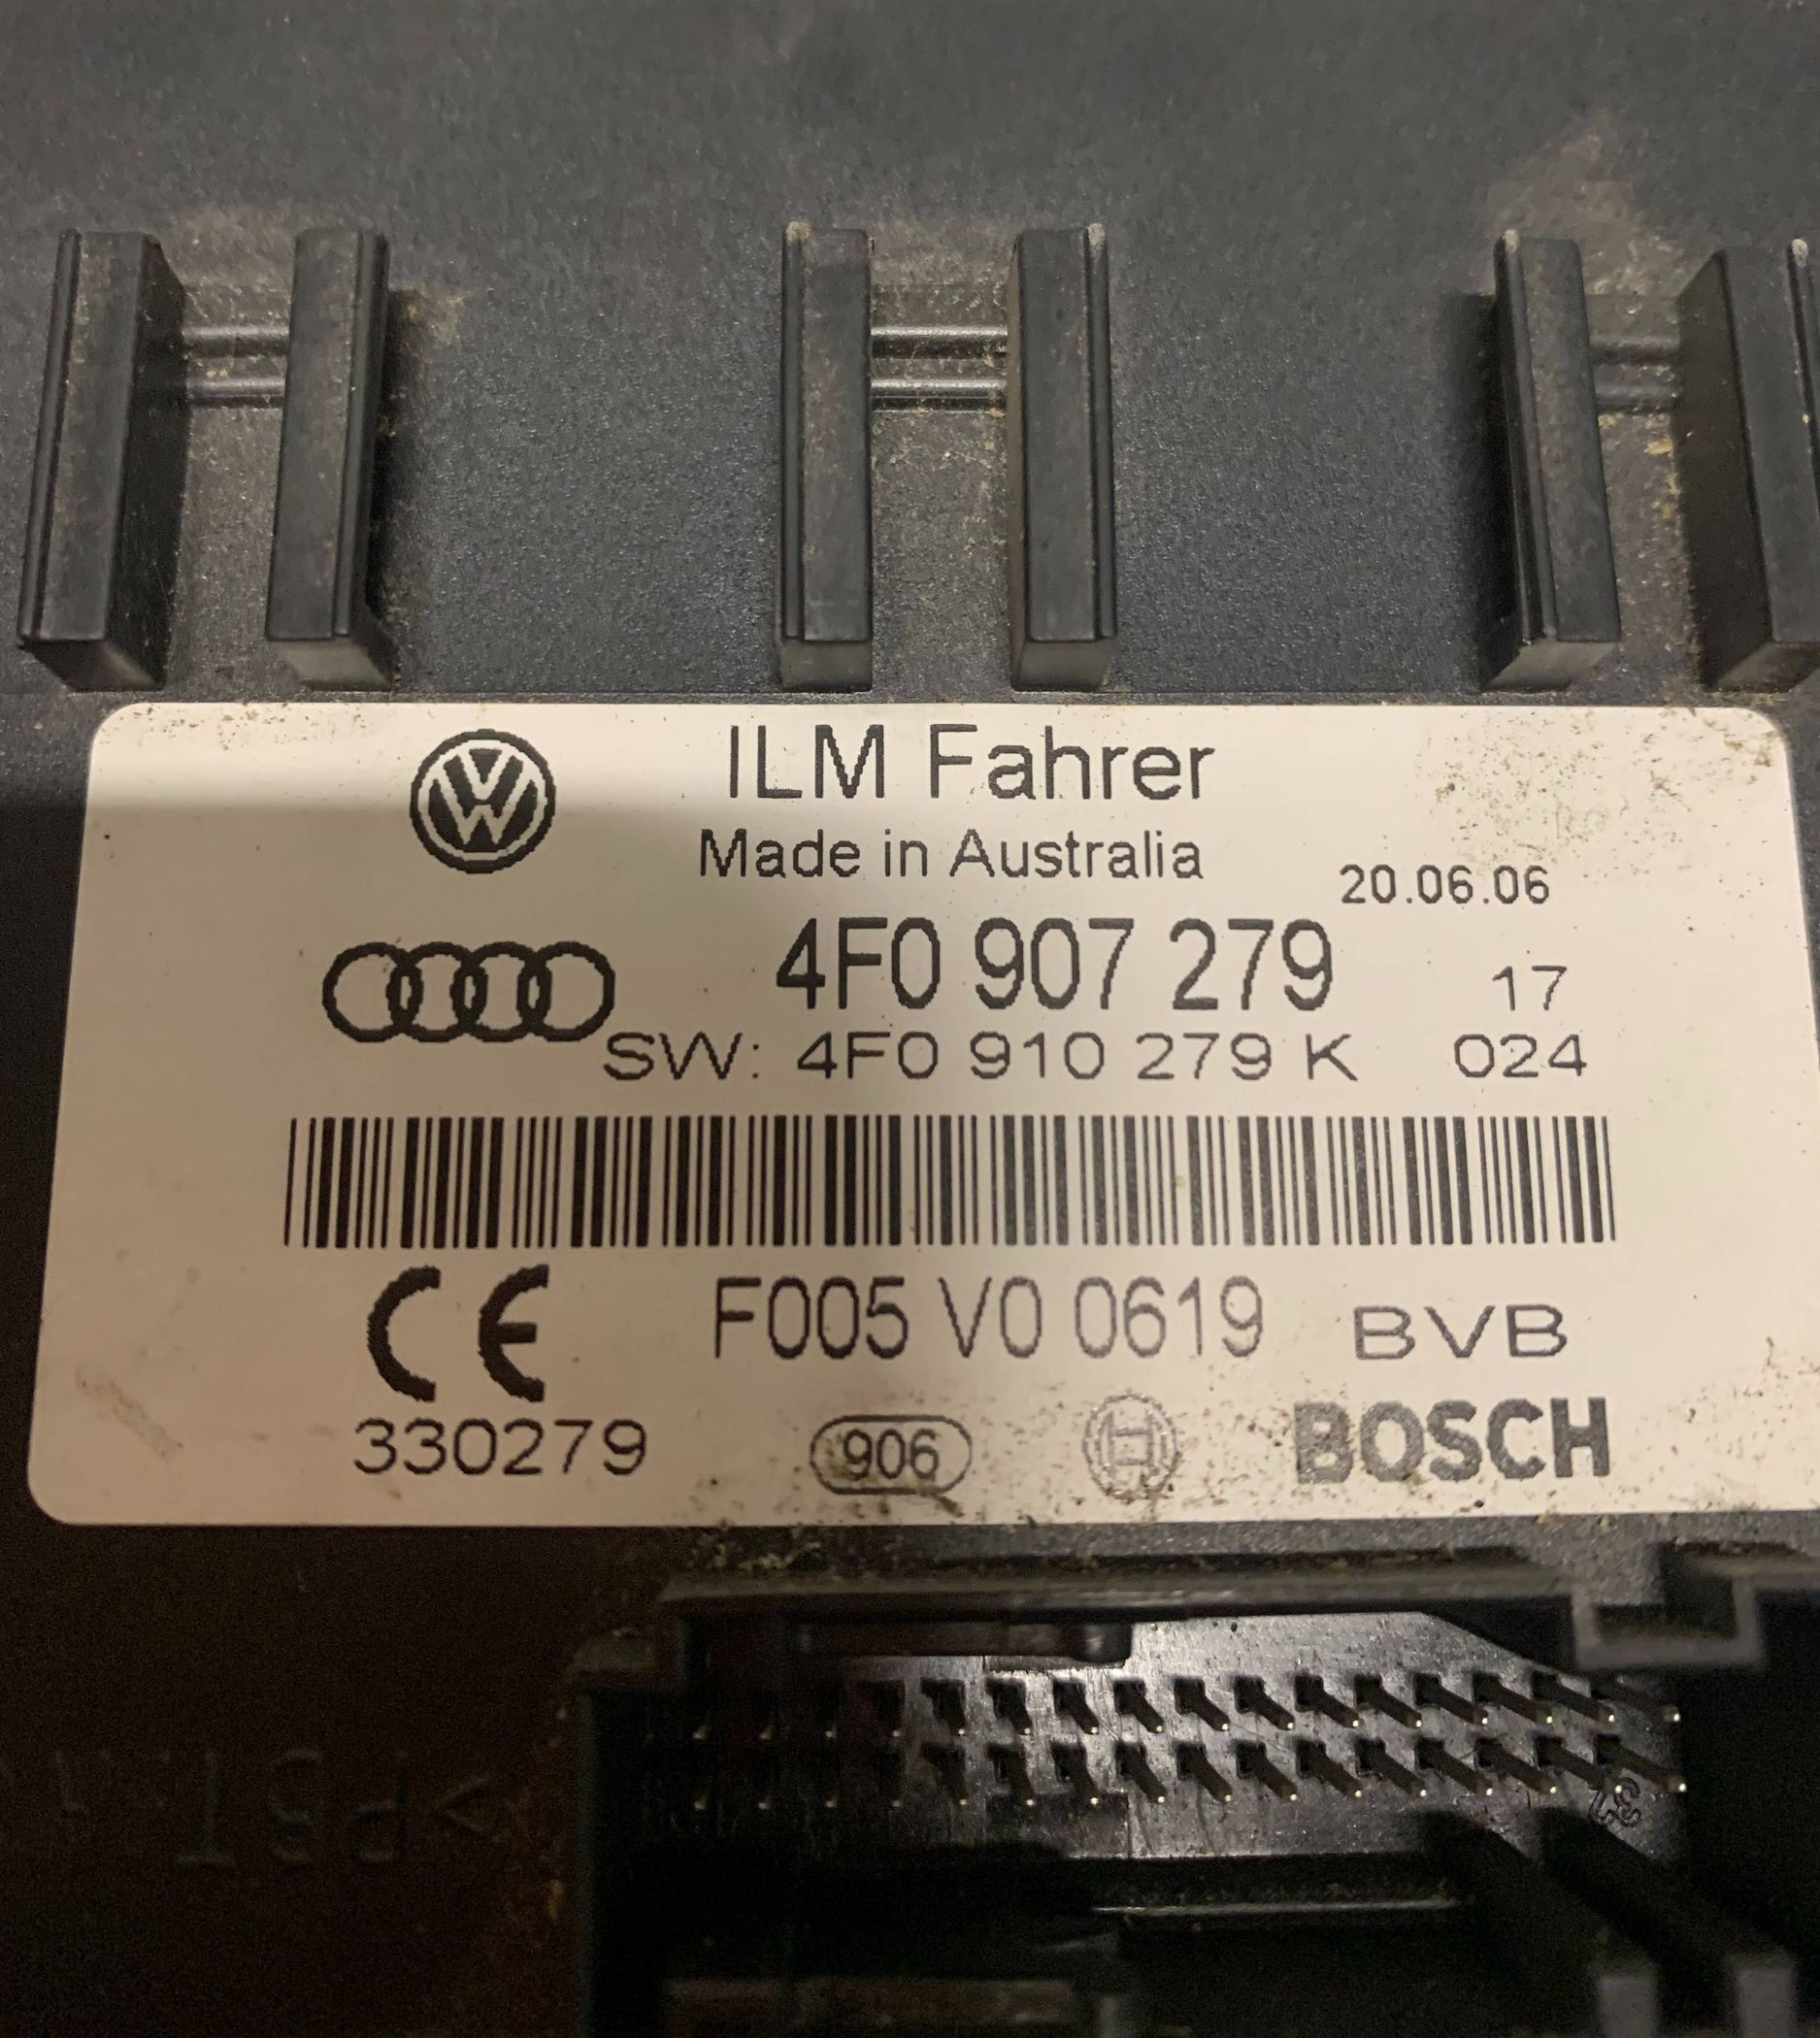 ILM Fahrer
Made in Australia
20.06.06
4F0 907 279 17
SW: 4F0 910 279 K 024
F005 V0 0619 BVB
CE
330279 906 BOSCH